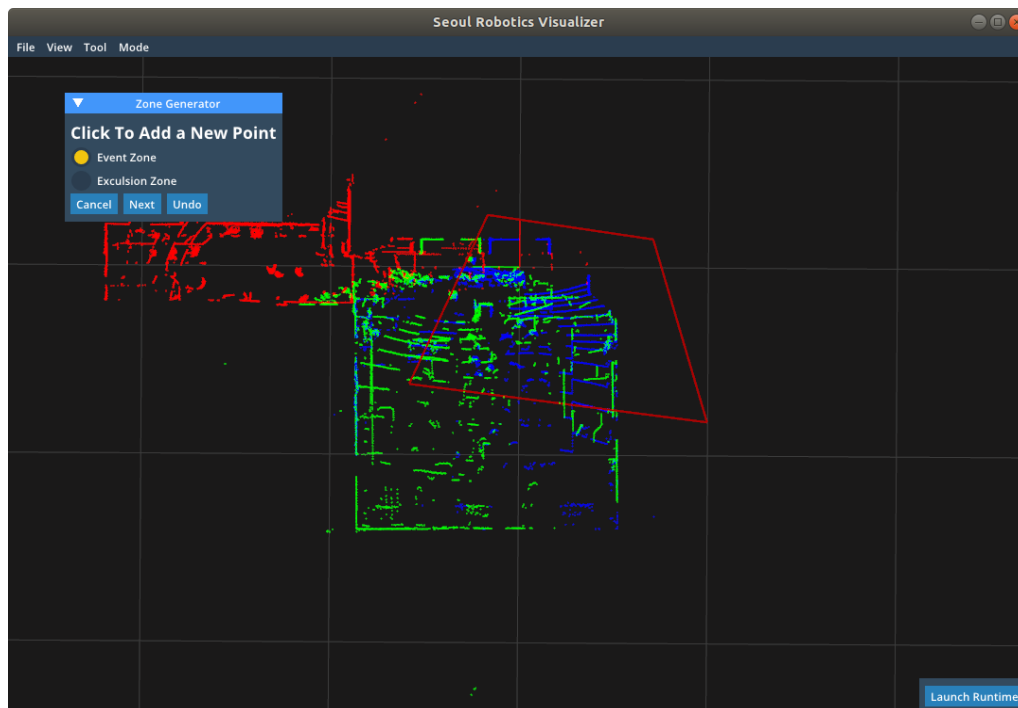 Seoul Robotics Visualizer
File View Tool Mode
Zone Generator
Click To Add a New Point
Event Zone
Exculsion Zone
Cancel Next Undo
Launch Runtime